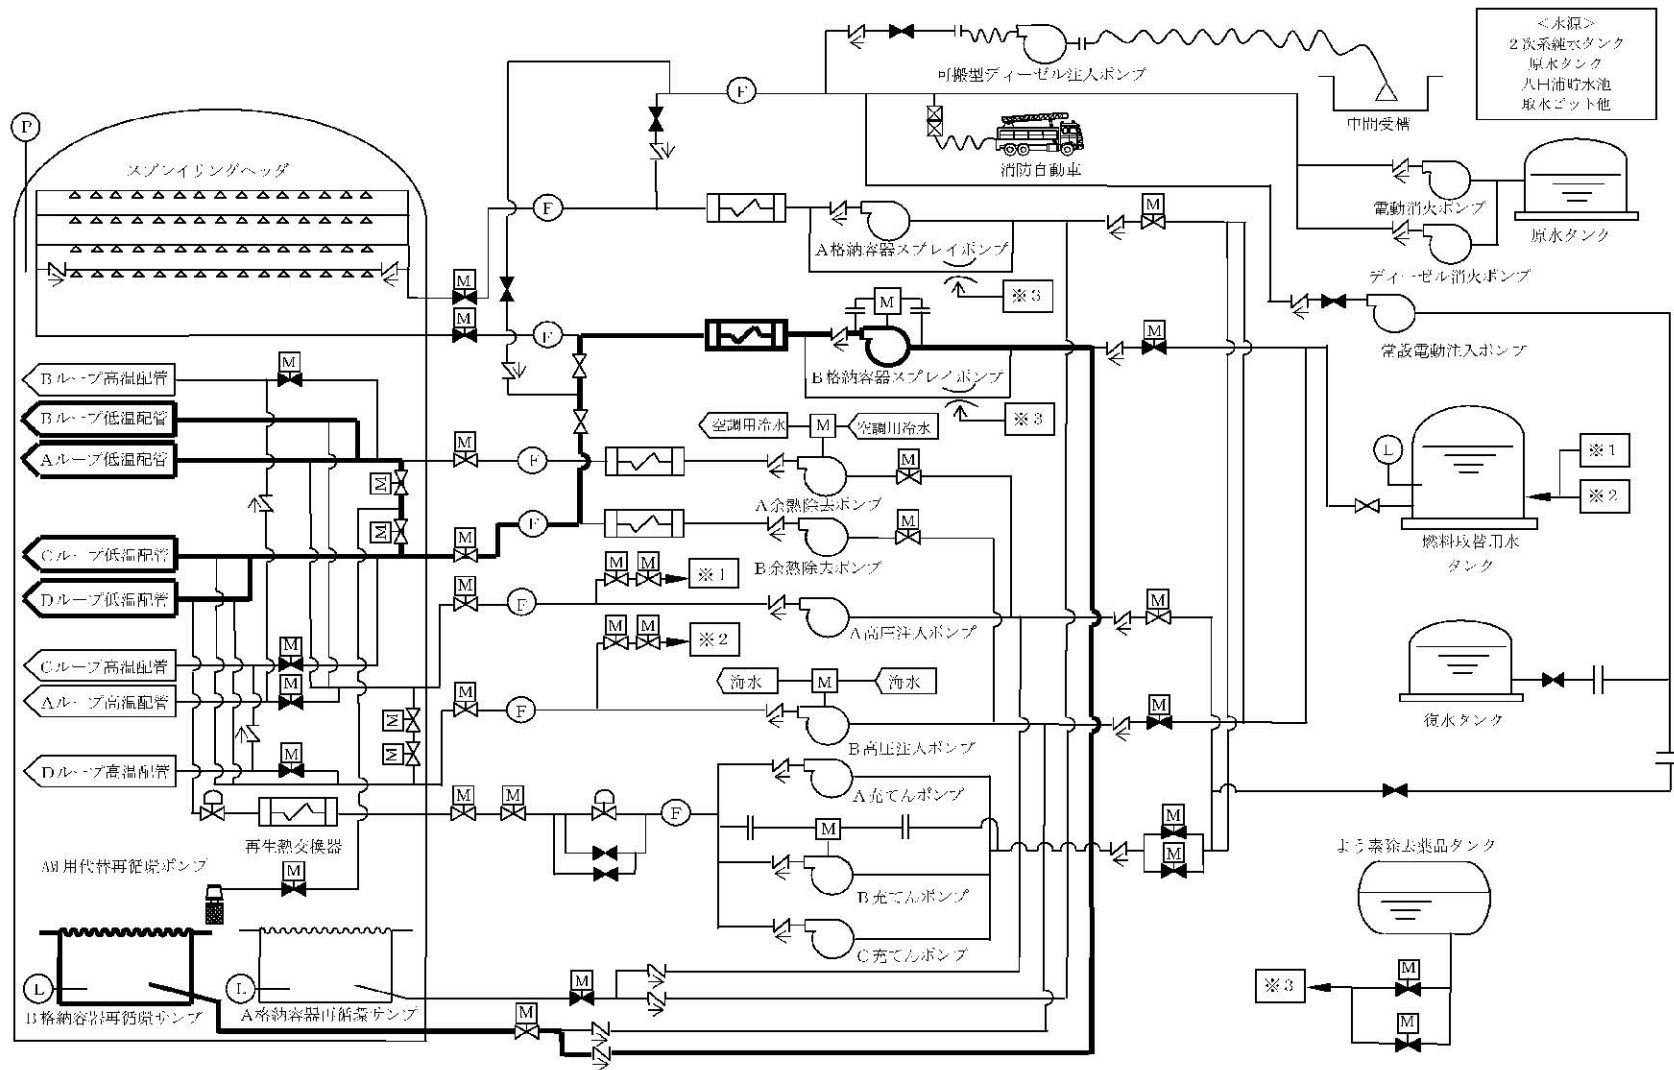 <水源>
2次系純水タンク
原水タンク
八田浦貯水池
取水ピット他
可搬型ディーゼル注入ポンプ
中間受槽
消防自動車
P
F
スプレイリングヘッダ
電動消火ポンプ
原水タンク
ディーゼル消火ポンプ
M
F
A格納容器スプレイポンプ
※3
M
M
M
F
常設電動注入ポンプ
M
M
Bループ高温配管
B格納容器スプレイポンプ
※3
Bループ低温配管
空調用冷水
M
空調用冷水
Aループ低温配管
M
F
M
L
※1
※2
M
A余熱除去ポンプ
M
M
燃料取替用水
タンク
Cループ低温配管
M
F
B余熱除去ポンプ
M
M
※1
Dループ低温配管
M
F
A高圧注入ポンプ
M
M
M
※2
Cループ高温配管
M
海水
M
海水
Aループ高温配管
M
M
F
M
復水タンク
M
M
B高圧注入ポンプ
Dループ高温配管
M
A充てんポンプ
M
M
F
M
M
M
再生熱交換器
AM用代替再循環ポンプ
M
B充てんポンプ
よう素除去薬品タンク
C充てんポンプ
L
L
M
B格納容器再循環サンプ
A格納容器再循環サンプ
M
※3
M
M